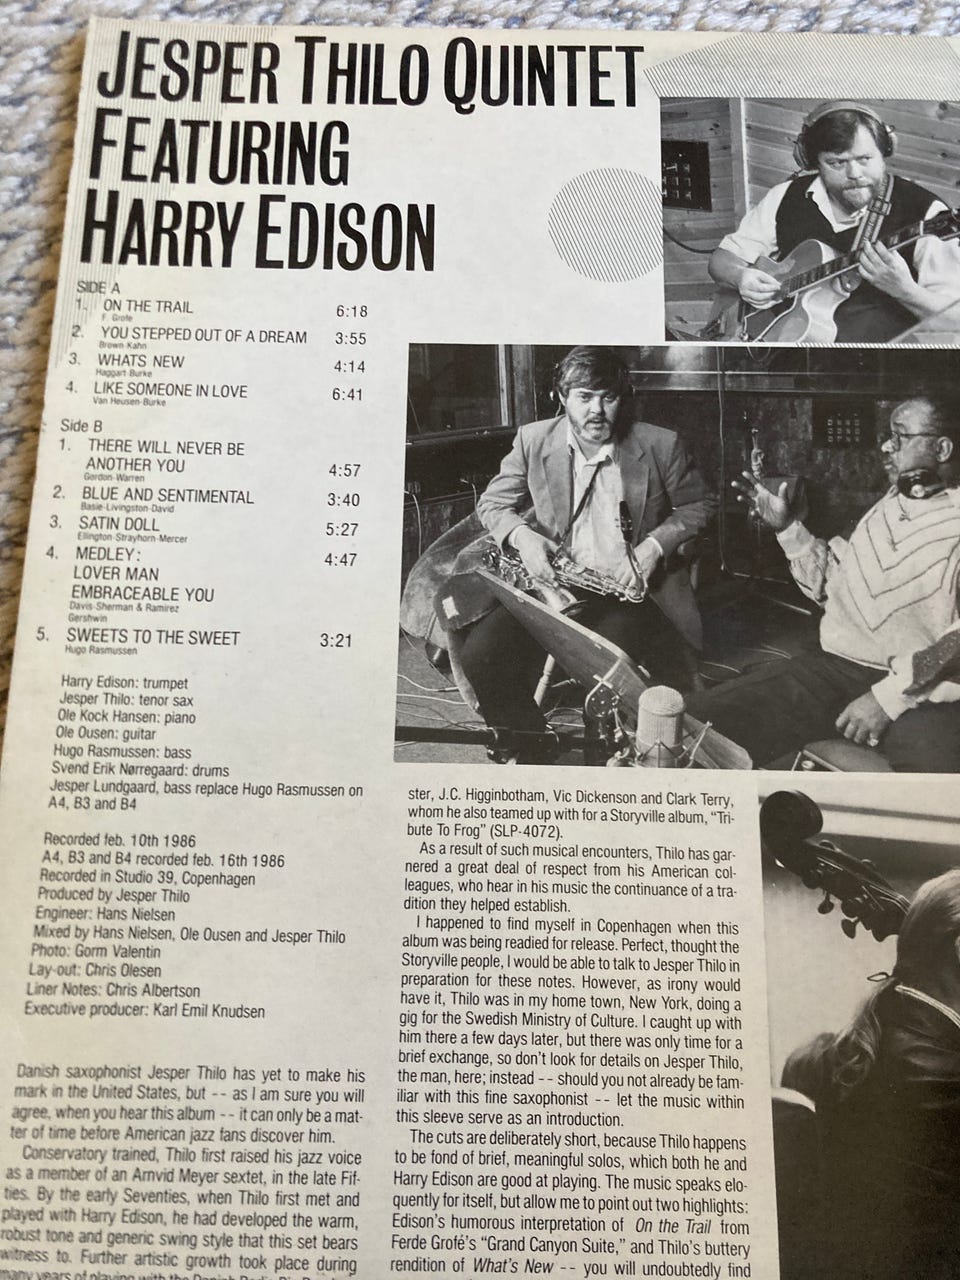 JESPER THILO QUINTET
FEATURING
HARRY EDISON
SIDE A
1. ON THE TRAIL 6:18
F. Grofe
2. YOU STEPPED OUT OF A DREAM 3:55
Brown Kahn
3. WHATS NEW 4:14
Haggart-Burke
4. LIKE SOMEONE IN LOVE 6:41
Van Heusen-Burke
Side B
1. THERE WILL NEVER BE
ANOTHER YOU 4:57
Gordon-Warren
2. BLUE AND SENTIMENTAL 3:40
Basie-Livingston-David
3. SATIN DOLL 5:27
Ellington-Strayhorn-Mercer
4. MEDLEY: 4:47
LOVER MAN
EMBRACEABLE YOU
Davis-Sherman & Ramirez
Gershwin
5. SWEETS TO THE SWEET 3:21
Hugo Rasmussen
Harry Edison: trumpet
Jesper Thilo: tenor sax
Ole Kock Hansen: piano
Ole Ousen: guitar
Hugo Rasmussen: bass
Svend Erik Nørregaard: drums
Jesper Lundgaard, bass replace Hugo Rasmussen on
A4, B3 and B4
Recorded feb. 10th 1986
A4, B3 and B4 recorded feb. 16th 1986
Recorded in Studio 39, Copenhagen
Produced by Jesper Thilo
Engineer: Hans Nielsen
Mixed by Hans Nielsen, Ole Ousen and Jesper Thilo
Photo: Gorm Valentin
Lay-out: Chris Olesen
Liner Notes: Chris Albertson
Executive producer: Karl Emil Knudsen
Danish saxophonist Jesper Thilo has yet to make his
mark in the United States, but -- as I am sure you will
agree, when you hear this album -- it can only be a mat-
ter of time before American jazz fans discover him.
Conservatory trained, Thilo first raised his jazz voice
as a member of an Arnvid Meyer sextet, in the late Fif-
ties. By the early Seventies, when Thilo first met and
played with Harry Edison, he had developed the warm,
robust tone and generic swing style that this set bears
witness to. Further artistic growth took place during
many years of playing with the Danish Radio Big
ster, J.C. Higginbotham, Vic Dickenson and Clark Terry,
whom he also teamed up with for a Storyville album, “Tri-
bute To Frog” (SLP-4072).
As a result of such musical encounters, Thilo has gar-
nered a great deal of respect from his American col-
leagues, who hear in his music the continuance of a tra-
dition they helped establish.
I happened to find myself in Copenhagen when this
album was being readied for release. Perfect, thought the
Storyville people, I would be able to talk to Jesper Thilo in
preparation for these notes. However, as irony would
have it, Thilo was in my home town, New York, doing a
gig for the Swedish Ministry of Culture. I caught up with
him there a few days later, but there was only time for a
brief exchange, so don’t look for details on Jesper Thilo,
the man, here; instead -- should you not already be fam-
iliar with this fine saxophonist -- let the music within
this sleeve serve as an introduction.
The cuts are deliberately short, because Thilo happens
to be fond of brief, meaningful solos, which both he and
Harry Edison are good at playing. The music speaks elo-
quently for itself, but allow me to point out two highlights:
Edison’s humorous interpretation of On the Trail from
Ferde Grofé’s “Grand Canyon Suite,” and Thilo’s buttery
rendition of What’s New -- you will undoubtedly find